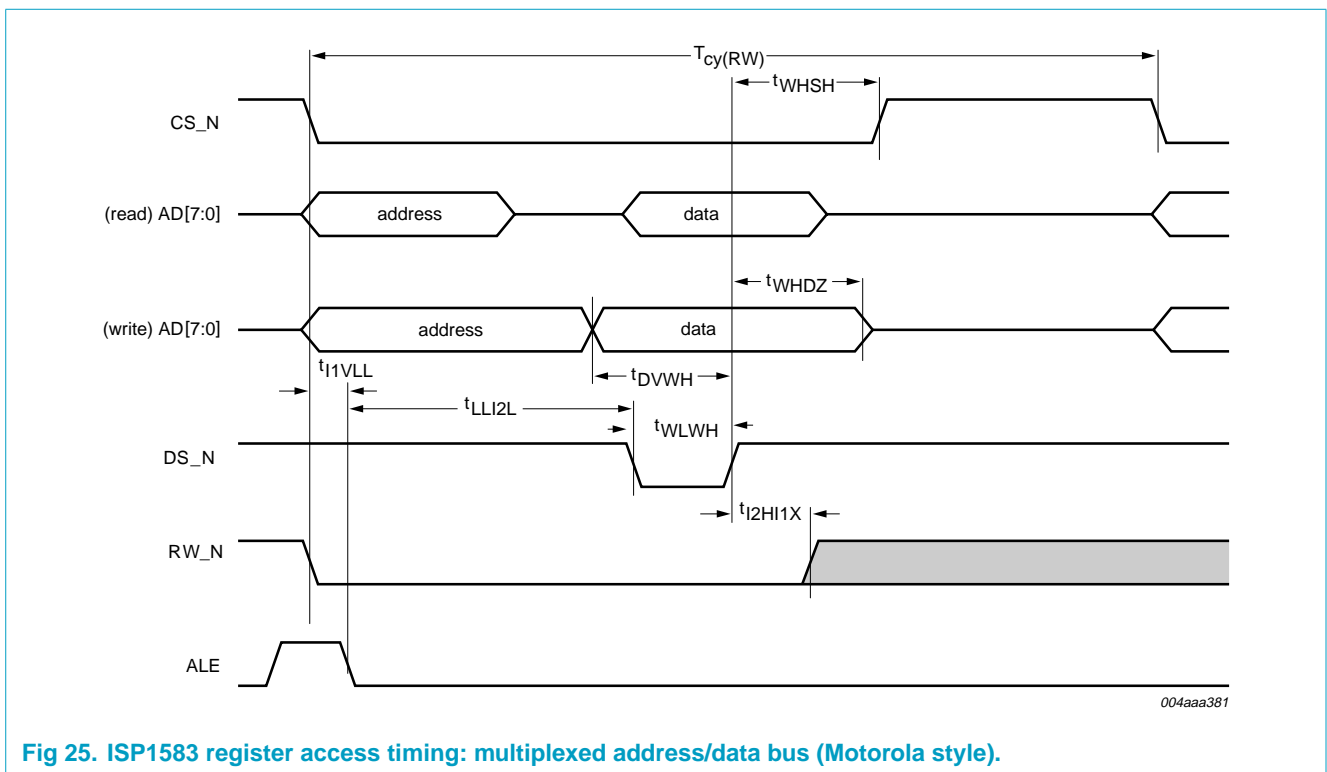 Tcy(RW)
tWHSH
CS_N
(read) AD[7:0]
address
data
tWHDZ
(write) AD[7:0]
address
data
tI1VLL
tDVWH
tLLI2L
tWLWH
DS_N
tI2HI1X
RW_N
ALE
004aaa381
Fig 25. ISP1583 register access timing: multiplexed address/data bus (Motorola style).